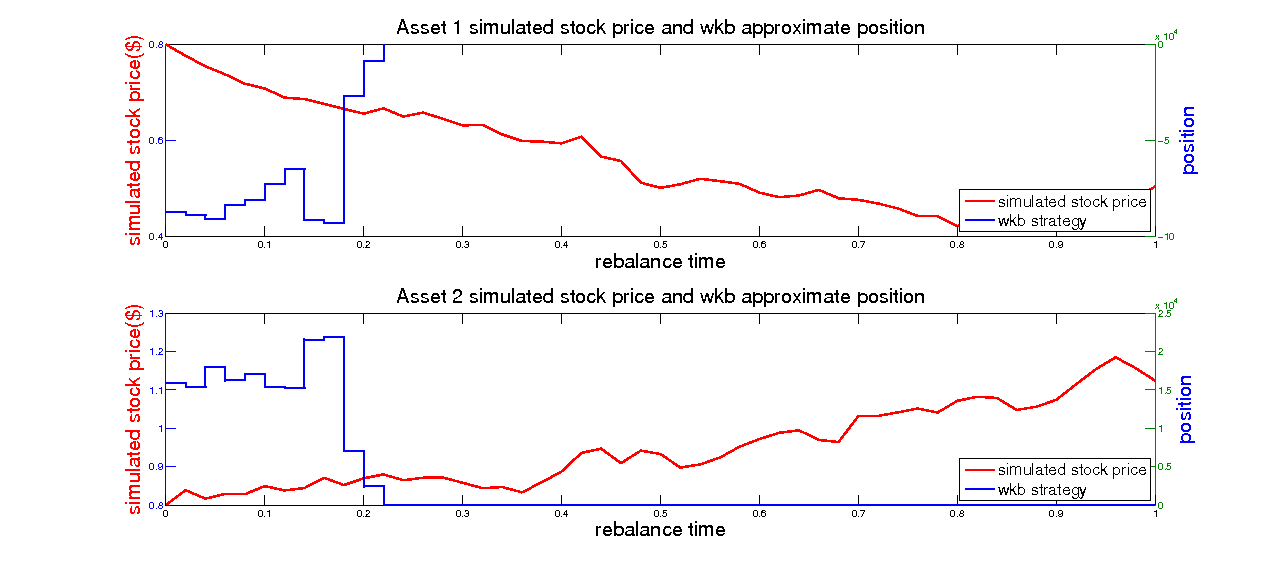 Asset 1 simulated stock price and wkb approximate position
x 10^4
simulated stock price($)
0.8
0.6
0.4
0
−5
−10
position
simulated stock price
wkb strategy
0 0.1 0.2 0.3 0.4 0.5 0.6 0.7 0.8 0.9 1
rebalance time
Asset 2 simulated stock price and wkb approximate position
x 10^4
simulated stock price($)
1.3
1.2
1.1
1
0.9
0.8
2.5
2
1.5
1
0.5
0
position
simulated stock price
wkb strategy
0 0.1 0.2 0.3 0.4 0.5 0.6 0.7 0.8 0.9 1
rebalance time